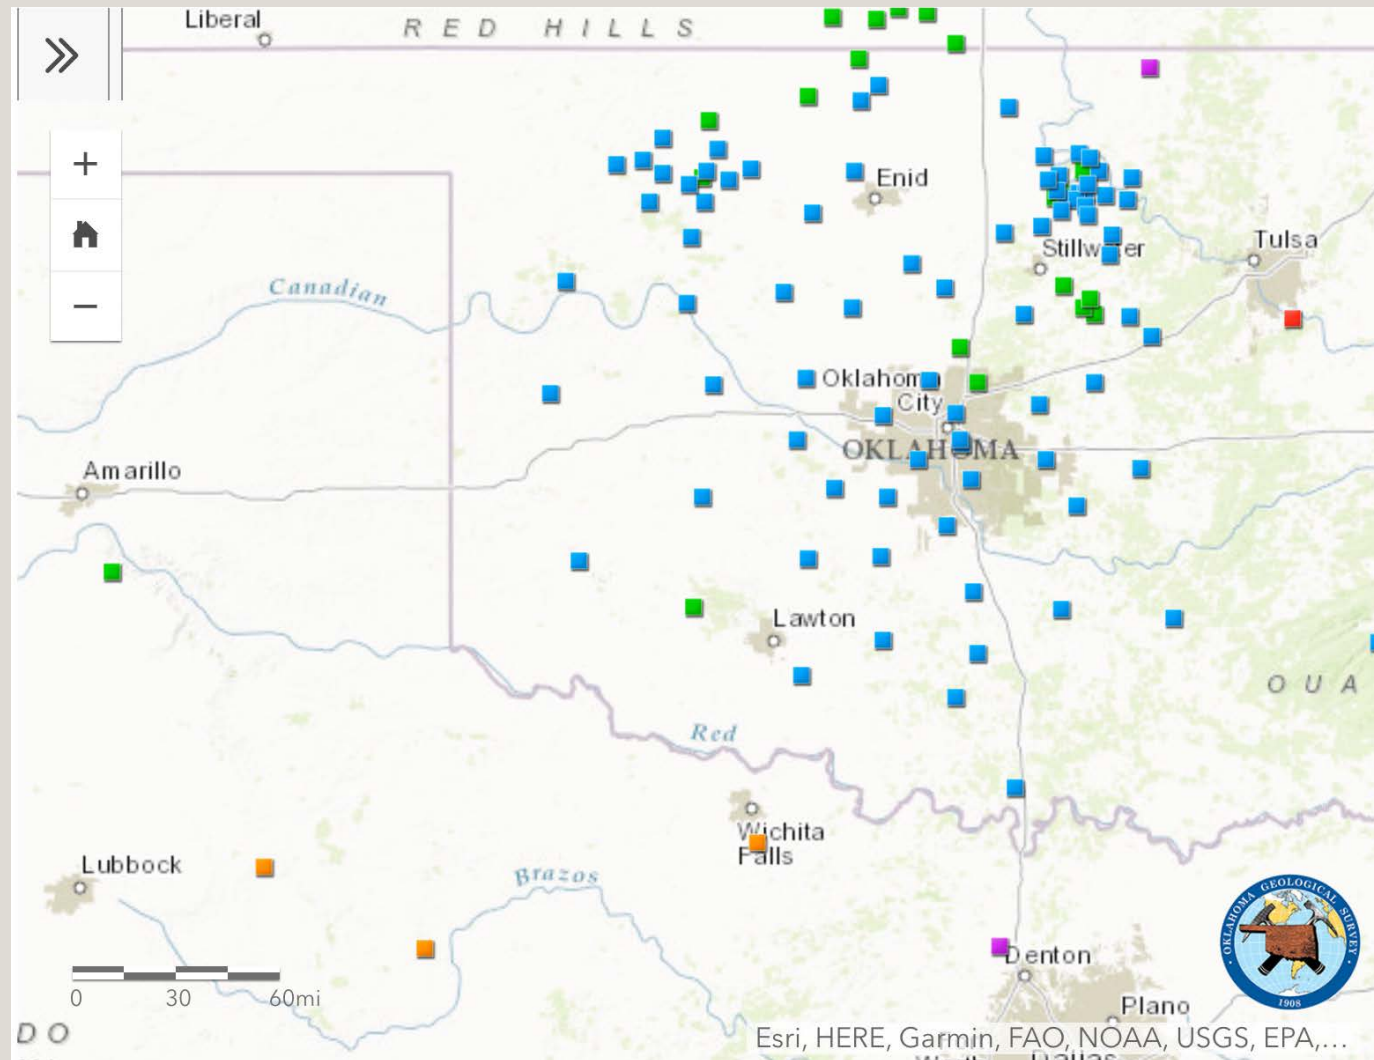 Liberal
RED HILLS
Enid
Stillwater
Tulsa
Canadian
Oklahoma
City
OKLAHOMA
Amarillo
Lawton
OUA
Red
Wichita
Falls
Lubbock
Brazos
Denton
Plano
Dallas
0 30 60mi
DO
OKLAHOMA GEOLOGICAL SURVEY
1908
Esri, HERE, Garmin, FAO, NOAA, USGS, EPA,...